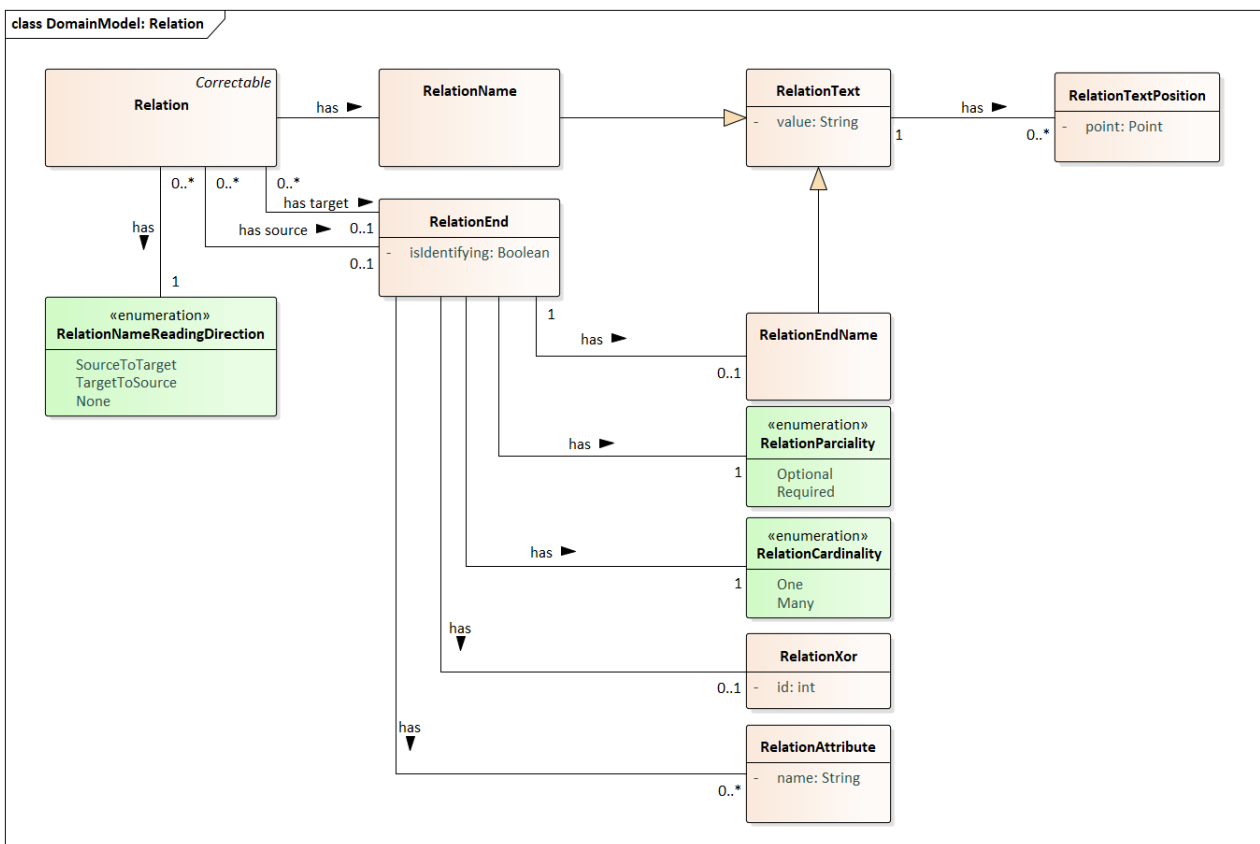 class DomainModel: Relation
Correctable
Relation
has
RelationName
RelationText
- value: String
has
1
0..*
RelationTextPosition
- point: Point
0..*
0..*
0..*
has target
0..1
has source
0..1
RelationEnd
- isIdentifying: Boolean
has
1
«enumeration»
RelationNameReadingDirection
SourceToTarget
TargetToSource
None
1
has
0..1
RelationEndName
has
1
«enumeration»
RelationParciality
Optional
Required
has
1
«enumeration»
RelationCardinality
One
Many
has
0..1
RelationXor
- id: int
has
0..*
RelationAttribute
- name: String